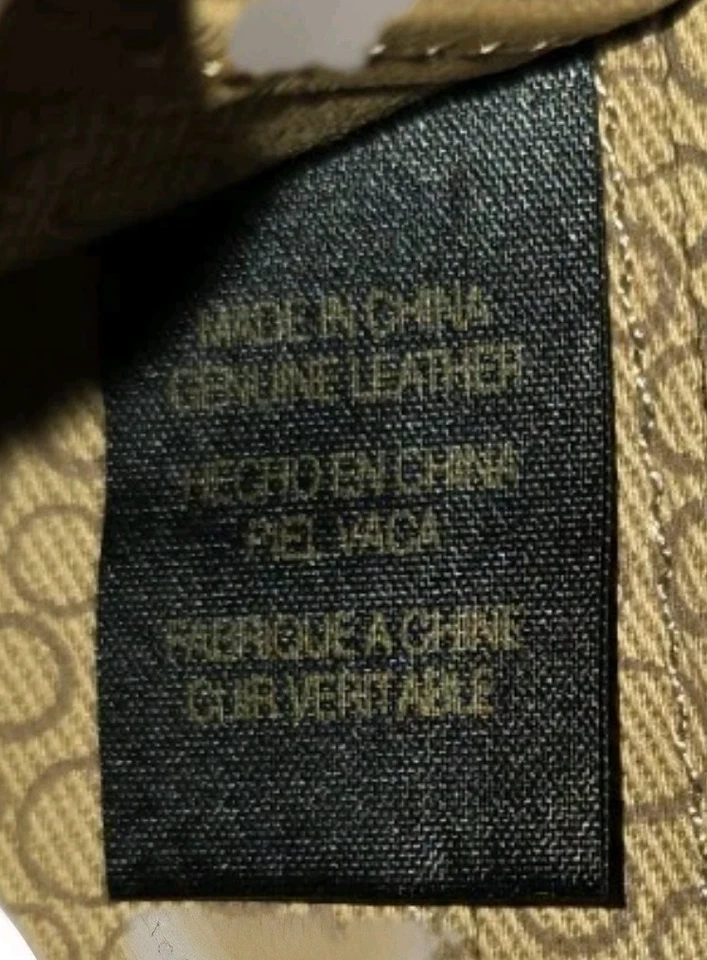 MADE IN CHINA
GENUINE LEATHER
HECHO EN CHINA
PIEL VACA
FABRIQUE A CHINE
CUIR VERITABLE